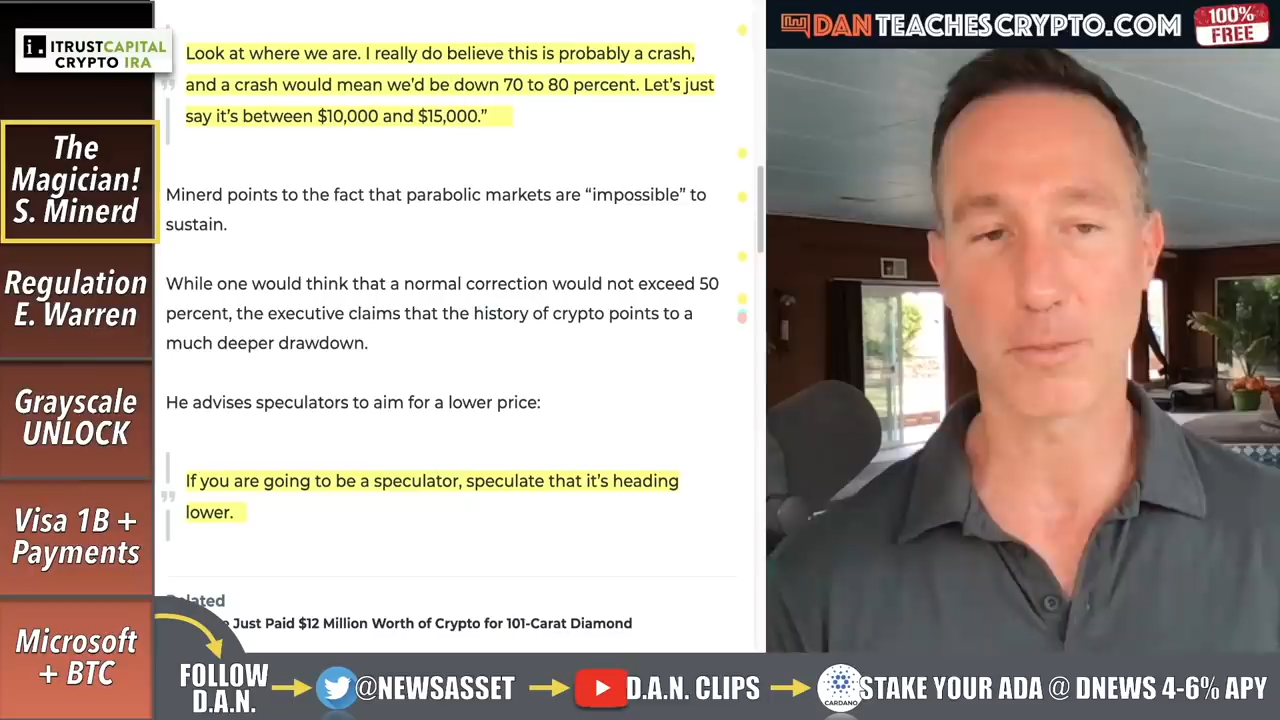 ITRUSTCAPITAL
CRYPTO IRA
The
Magician!
S. Minerd
Regulation
E. Warren
Grayscale
UNLOCK
Visa 1B +
Payments
Microsoft
+ BTC
Look at where we are. I really do believe this is probably a crash,
and a crash would mean we’d be down 70 to 80 percent. Let’s just
say it’s between $10,000 and $15,000.”
Minerd points to the fact that parabolic markets are “impossible” to
sustain.
While one would think that a normal correction would not exceed 50
percent, the executive claims that the history of crypto points to a
much deeper drawdown.
He advises speculators to aim for a lower price:
If you are going to be a speculator, speculate that it’s heading
lower.
Related
Just Paid $12 Million Worth of Crypto for 101-Carat Diamond
DANTEACHESCRYPTO.COM
100%
FREE
FOLLOW
D.A.N.
@NEWSASSET
D.A.N. CLIPS
CARDANO
STAKE YOUR ADA @ DNEWS 4-6% APY